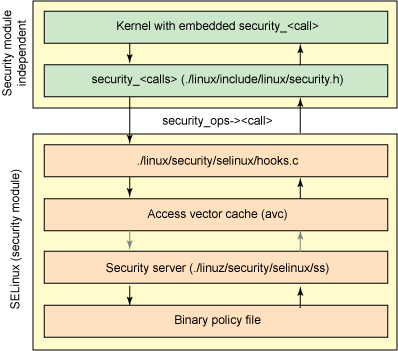 Security module
independent
Kernel with embedded security_<call>
security_<calls> (./linux/include/linux/security.h)
security_ops-><call>
SELinux (security module)
./linux/security/selinux/hooks.c
Access vector cache (avc)
Security server (./linuz/security/selinux/ss)
Binary policy file